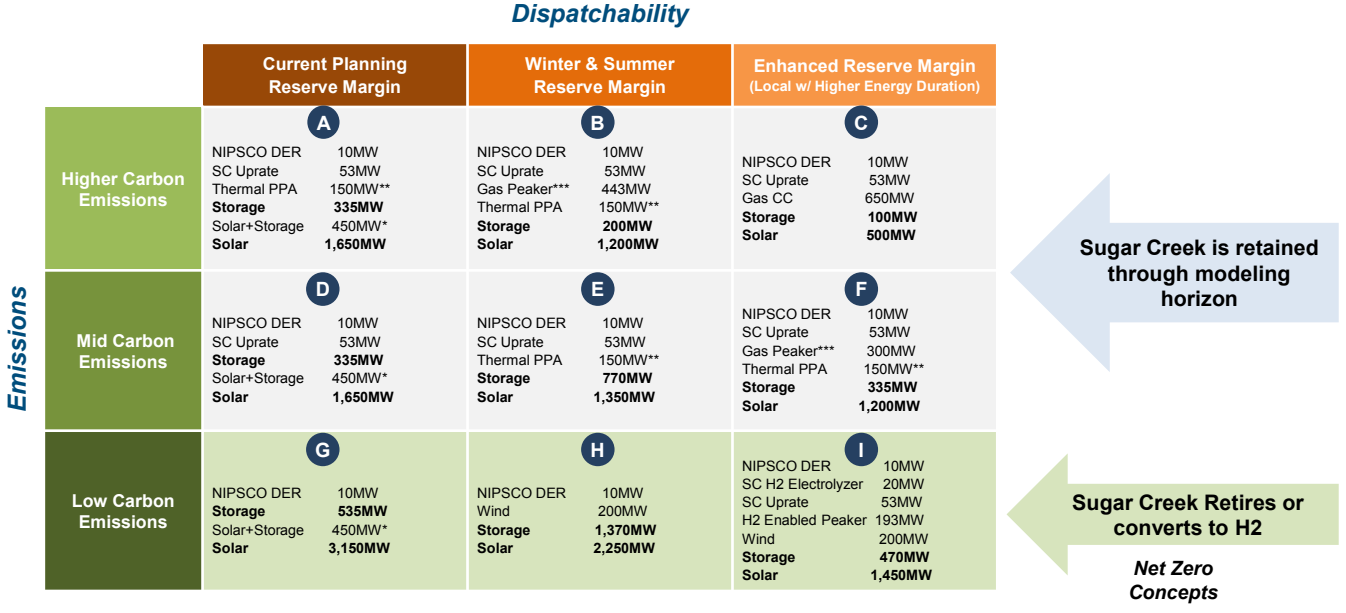 Dispatchability
Current Planning
Reserve Margin
Winter & Summer
Reserve Margin
Enhanced Reserve Margin
(Local w/ Higher Energy Duration)
Emissions
Higher Carbon
Emissions
A
NIPSCO DER 10MW
SC Uprate 53MW
Thermal PPA 150MW**
Storage 335MW
Solar+Storage 450MW*
Solar 1,650MW
B
NIPSCO DER 10MW
SC Uprate 53MW
Gas Peaker*** 443MW
Thermal PPA 150MW**
Storage 200MW
Solar 1,200MW
C
NIPSCO DER 10MW
SC Uprate 53MW
Gas CC 650MW
Storage 100MW
Solar 500MW
Sugar Creek is retained
through modeling
horizon
Mid Carbon
Emissions
D
NIPSCO DER 10MW
SC Uprate 53MW
Storage 335MW
Solar+Storage 450MW*
Solar 1,650MW
E
NIPSCO DER 10MW
SC Uprate 53MW
Thermal PPA 150MW**
Storage 770MW
Solar 1,350MW
F
NIPSCO DER 10MW
SC Uprate 53MW
Gas Peaker*** 300MW
Thermal PPA 150MW**
Storage 335MW
Solar 1,200MW
Low Carbon
Emissions
G
NIPSCO DER 10MW
Storage 535MW
Solar+Storage 450MW*
Solar 3,150MW
H
NIPSCO DER 10MW
Wind 200MW
Storage 1,370MW
Solar 2,250MW
I
NIPSCO DER 10MW
SC H2 Electrolyzer 20MW
SC Uprate 53MW
H2 Enabled Peaker 193MW
Wind 200MW
Storage 470MW
Solar 1,450MW
Sugar Creek Retires or
converts to H2
Net Zero
Concepts